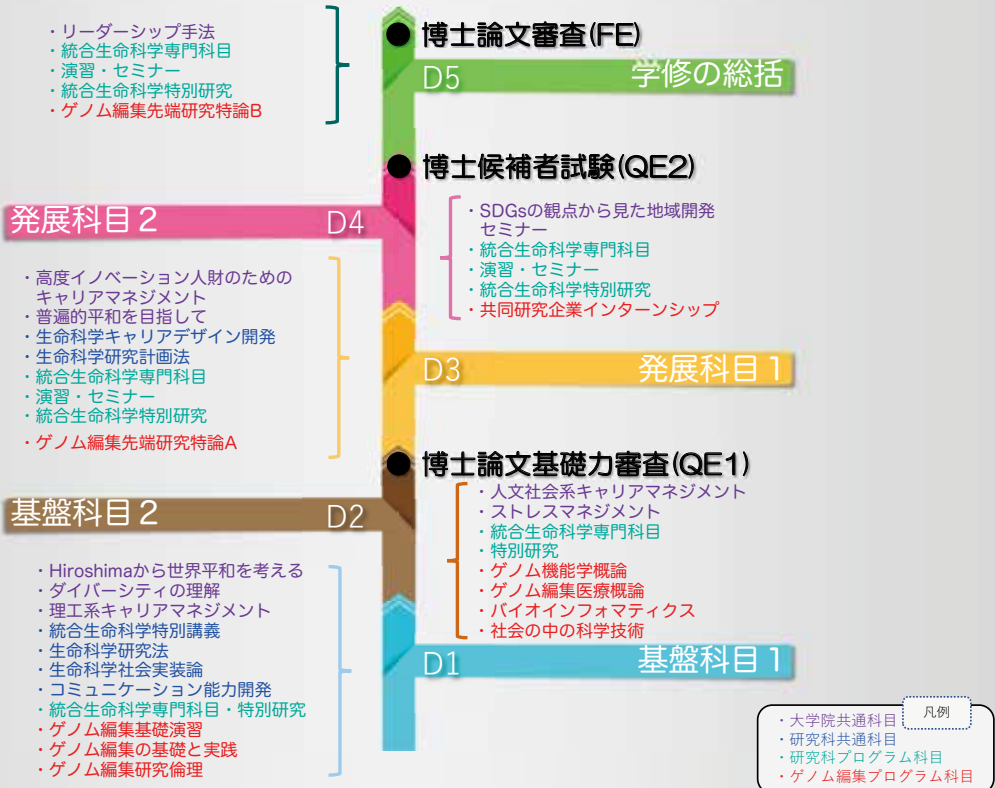 ・リーダーシップ手法
・統合生命科学専門科目
・演習・セミナー
・統合生命科学特別研究
・ゲノム編集先端研究特論B
博士論文審査(FE)
D5
学修の総括
博士候補者試験(QE2)
発展科目２
D4
・SDGsの観点から見た地域開発
セミナー
・統合生命科学専門科目
・演習・セミナー
・統合生命科学特別研究
・共同研究企業インターンシップ
・高度イノベーション人財のための
キャリアマネジメント
・普遍的平和を目指して
・生命科学キャリアデザイン開発
・生命科学研究計画法
・統合生命科学専門科目
・演習・セミナー
・統合生命科学特別研究
・ゲノム編集先端研究特論A
D3
発展科目１
博士論文基礎力審査(QE1)
基盤科目２
D2
・人文社会系キャリアマネジメント
・ストレスマネジメント
・統合生命科学専門科目
・特別研究
・ゲノム機能学概論
・ゲノム編集医療概論
・バイオインフォマティクス
・社会の中の科学技術
・Hiroshimaから世界平和を考える
・ダイバーシティの理解
・理工系キャリアマネジメント
・統合生命科学特別講義
・生命科学研究法
・生命科学社会実装論
・コミュニケーション能力開発
・統合生命科学専門科目・特別研究
・ゲノム編集基礎演習
・ゲノム編集の基礎と実践
・ゲノム編集研究倫理
D1
基盤科目１
凡例
・大学院共通科目
・研究科共通科目
・研究科プログラム科目
・ゲノム編集プログラム科目